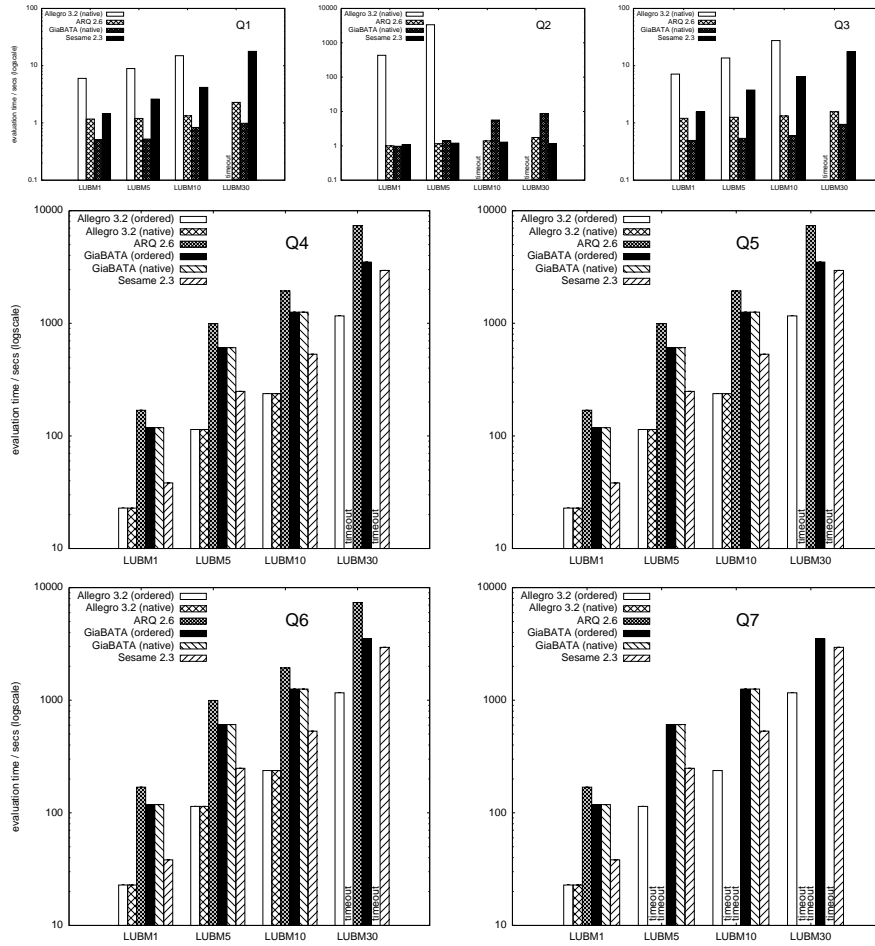 evaluation time / secs (logscale)
100
10
1
0.1
Allegro 3.2 (native)
ARQ 2.6
GiaBATA (native)
Sesame 2.3
Q1
timeout
LUBM1 LUBM5 LUBM10 LUBM30
10000
1000
100
10
1
0.1
Allegro 3.2 (native)
ARQ 2.6
GiaBATA (native)
Sesame 2.3
Q2
timeout timeout
LUBM1 LUBM5 LUBM10 LUBM30
100
10
1
0.1
Allegro 3.2 (native)
ARQ 2.6
GiaBATA (native)
Sesame 2.3
Q3
timeout
LUBM1 LUBM5 LUBM10 LUBM30
evaluation time / secs (logscale)
10000
1000
100
10
Allegro 3.2 (ordered)
Allegro 3.2 (native)
ARQ 2.6
GiaBATA (ordered)
GiaBATA (native)
Sesame 2.3
Q4
timeout timeout
LUBM1 LUBM5 LUBM10 LUBM30
10000
1000
100
10
Allegro 3.2 (ordered)
Allegro 3.2 (native)
ARQ 2.6
GiaBATA (ordered)
GiaBATA (native)
Sesame 2.3
Q5
timeout timeout
LUBM1 LUBM5 LUBM10 LUBM30
evaluation time / secs (logscale)
10000
1000
100
10
Allegro 3.2 (ordered)
Allegro 3.2 (native)
ARQ 2.6
GiaBATA (ordered)
GiaBATA (native)
Sesame 2.3
Q6
timeout timeout
LUBM1 LUBM5 LUBM10 LUBM30
10000
1000
100
10
Allegro 3.2 (ordered)
Allegro 3.2 (native)
ARQ 2.6
GiaBATA (ordered)
GiaBATA (native)
Sesame 2.3
Q7
timeout timeout timeout timeout timeout timeout timeout
LUBM1 LUBM5 LUBM10 LUBM30